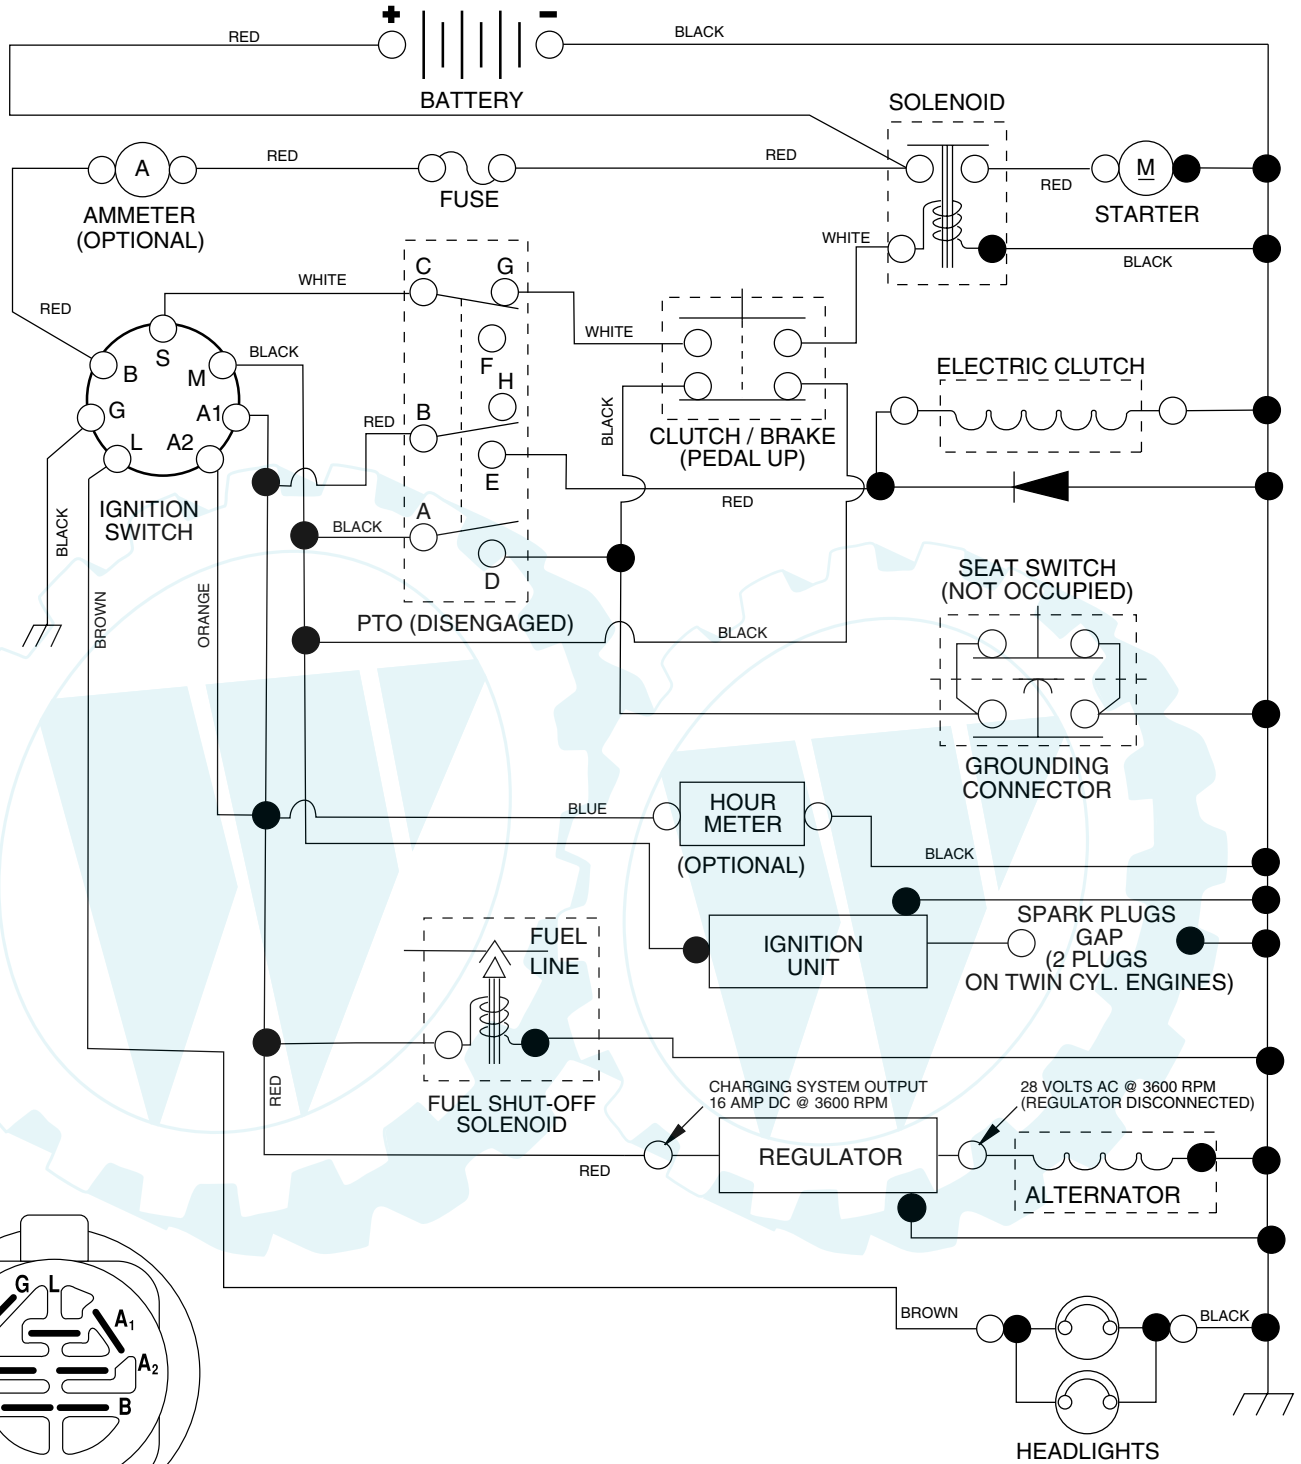 +
−
RED
BLACK
BATTERY
SOLENOID
A
RED
RED
FUSE
AMMETER
(OPTIONAL)
RED
M
STARTER
WHITE
BLACK
C
G
WHITE
RED
S
B
M
BLACK
WHITE
F
H
G
A1
RED
B
ELECTRIC CLUTCH
L
A2
BLACK
CLUTCH / BRAKE
(PEDAL UP)
E
RED
IGNITION
SWITCH
BLACK
BLACK
A
D
SEAT SWITCH
(NOT OCCUPIED)
BROWN
ORANGE
PTO (DISENGAGED)
BLACK
GROUNDING
CONNECTOR
BLUE
HOUR
METER
(OPTIONAL)
BLACK
FUEL
LINE
IGNITION
UNIT
SPARK PLUGS
GAP
(2 PLUGS
ON TWIN CYL. ENGINES)
RED
FUEL SHUT-OFF
SOLENOID
CHARGING SYSTEM OUTPUT
16 AMP DC @ 3600 RPM
28 VOLTS AC @ 3600 RPM
(REGULATOR DISCONNECTED)
RED
REGULATOR
ALTERNATOR
G L
A1
A2
B
BROWN
BLACK
HEADLIGHTS